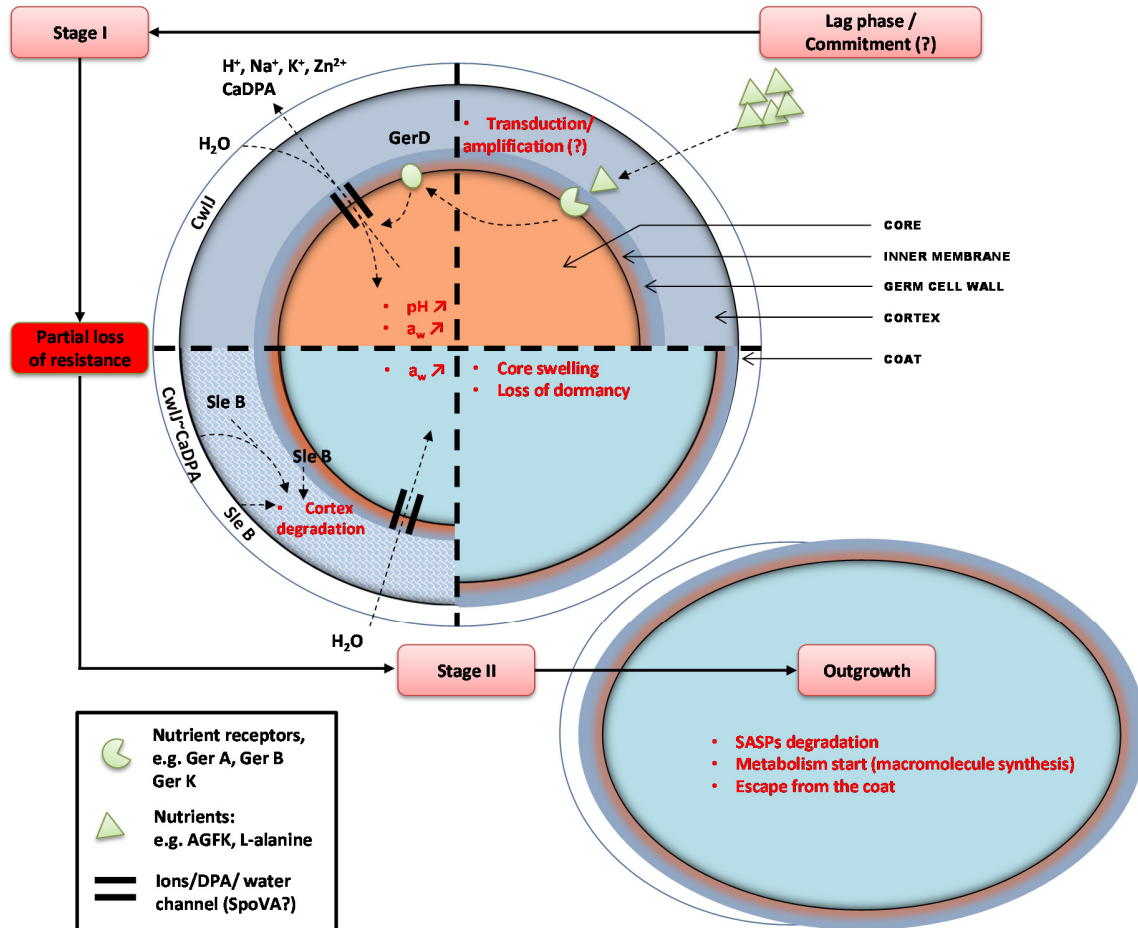 Stage I
Lag phase /
Commitment (?)
H⁺, Na⁺, K⁺, Zn²⁺
CaDPA
H₂O
GerD
• Transduction/
amplification (?)
CwlJ
CORE
INNER MEMBRANE
GERM CELL WALL
CORTEX
COAT
• pH ↗
• a_w ↗
Partial loss
of resistance
• a_w ↗
• Core swelling
• Loss of dormancy
CwlJ~CaDPA
Sle B
Sle B
Sle B
• Cortex
degradation
H₂O
Stage II
Outgrowth
• SASPs degradation
• Metabolism start (macromolecule synthesis)
• Escape from the coat
Nutrient receptors,
e.g. Ger A, Ger B
Ger K
Nutrients:
e.g. AGFK, L-alanine
Ions/DPA/ water
channel (SpoVA?)